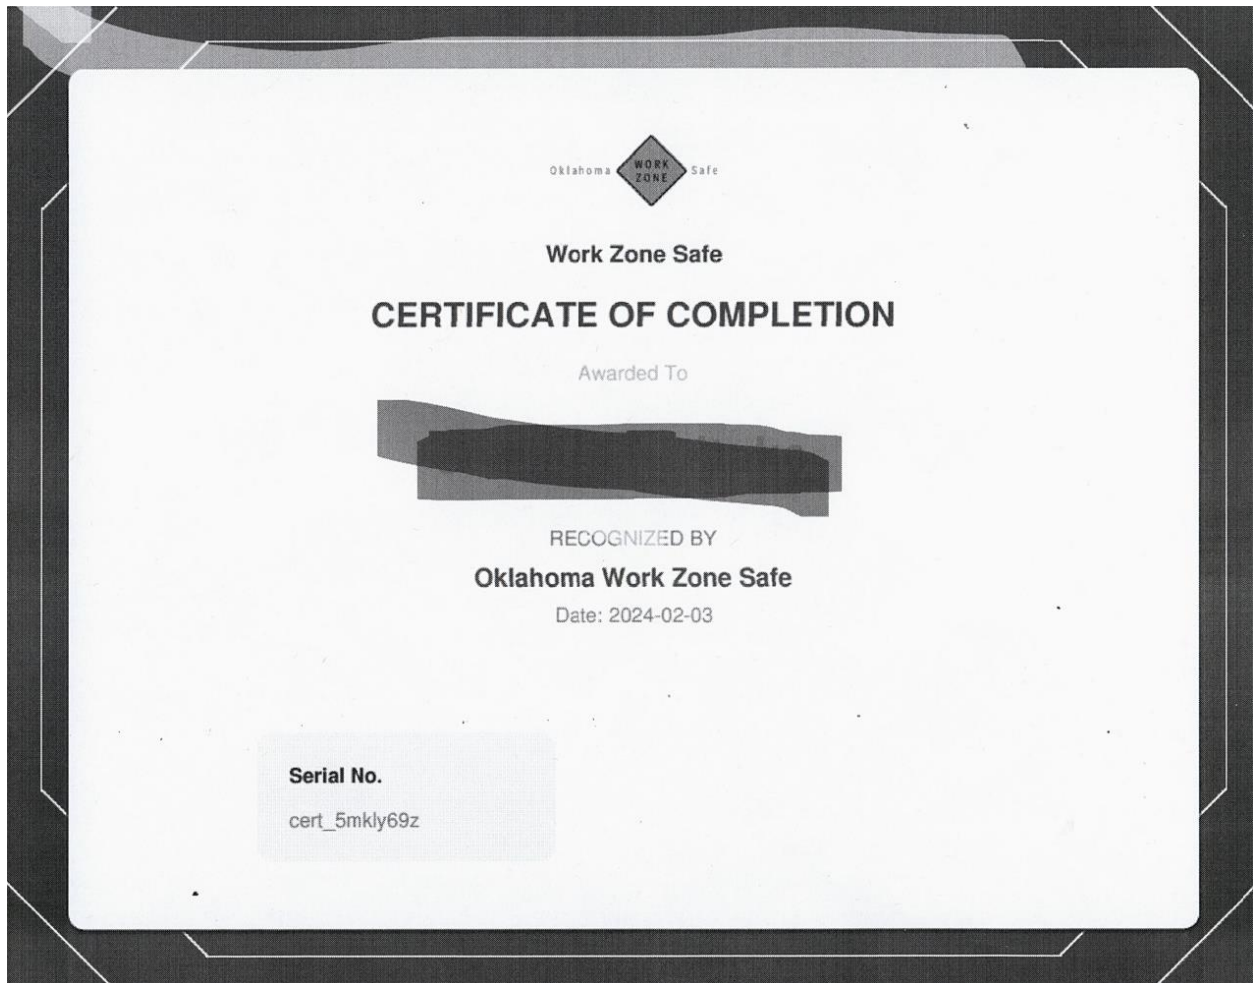 Oklahoma WORK ZONE Safe
Work Zone Safe
CERTIFICATE OF COMPLETION
Awarded To
RECOGNIZED BY
Oklahoma Work Zone Safe
Date: 2024-02-03
Serial No.
cert_5mkly69z